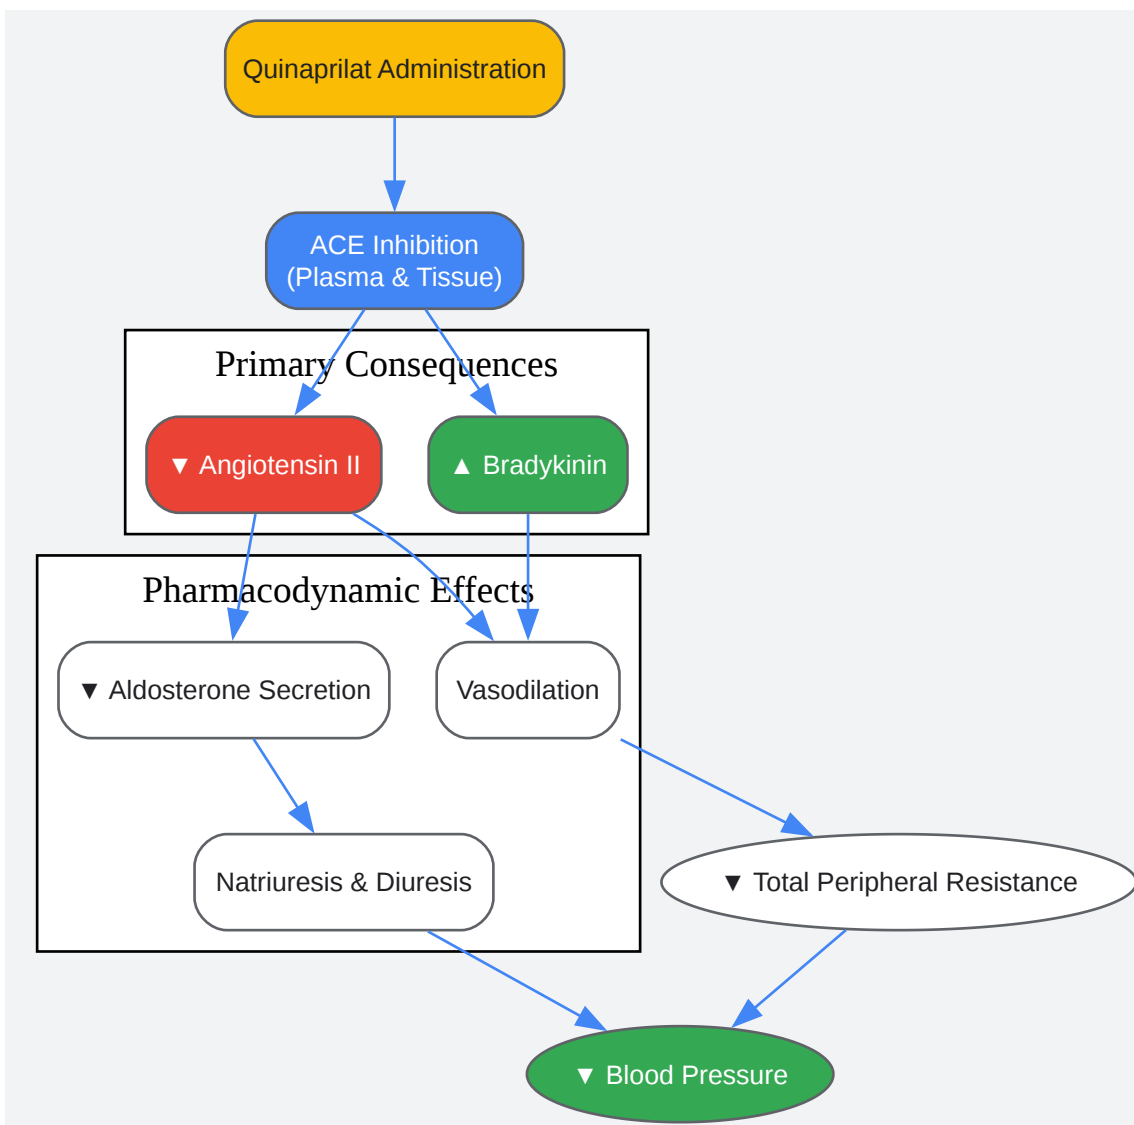 Quinaprilat Administration
ACE Inhibition
(Plasma & Tissue)
Primary Consequences
▼ Angiotensin II
▲ Bradykinin
Pharmacodynamic Effects
▼ Aldosterone Secretion
Vasodilation
Natriuresis & Diuresis
▼ Total Peripheral Resistance
▼ Blood Pressure